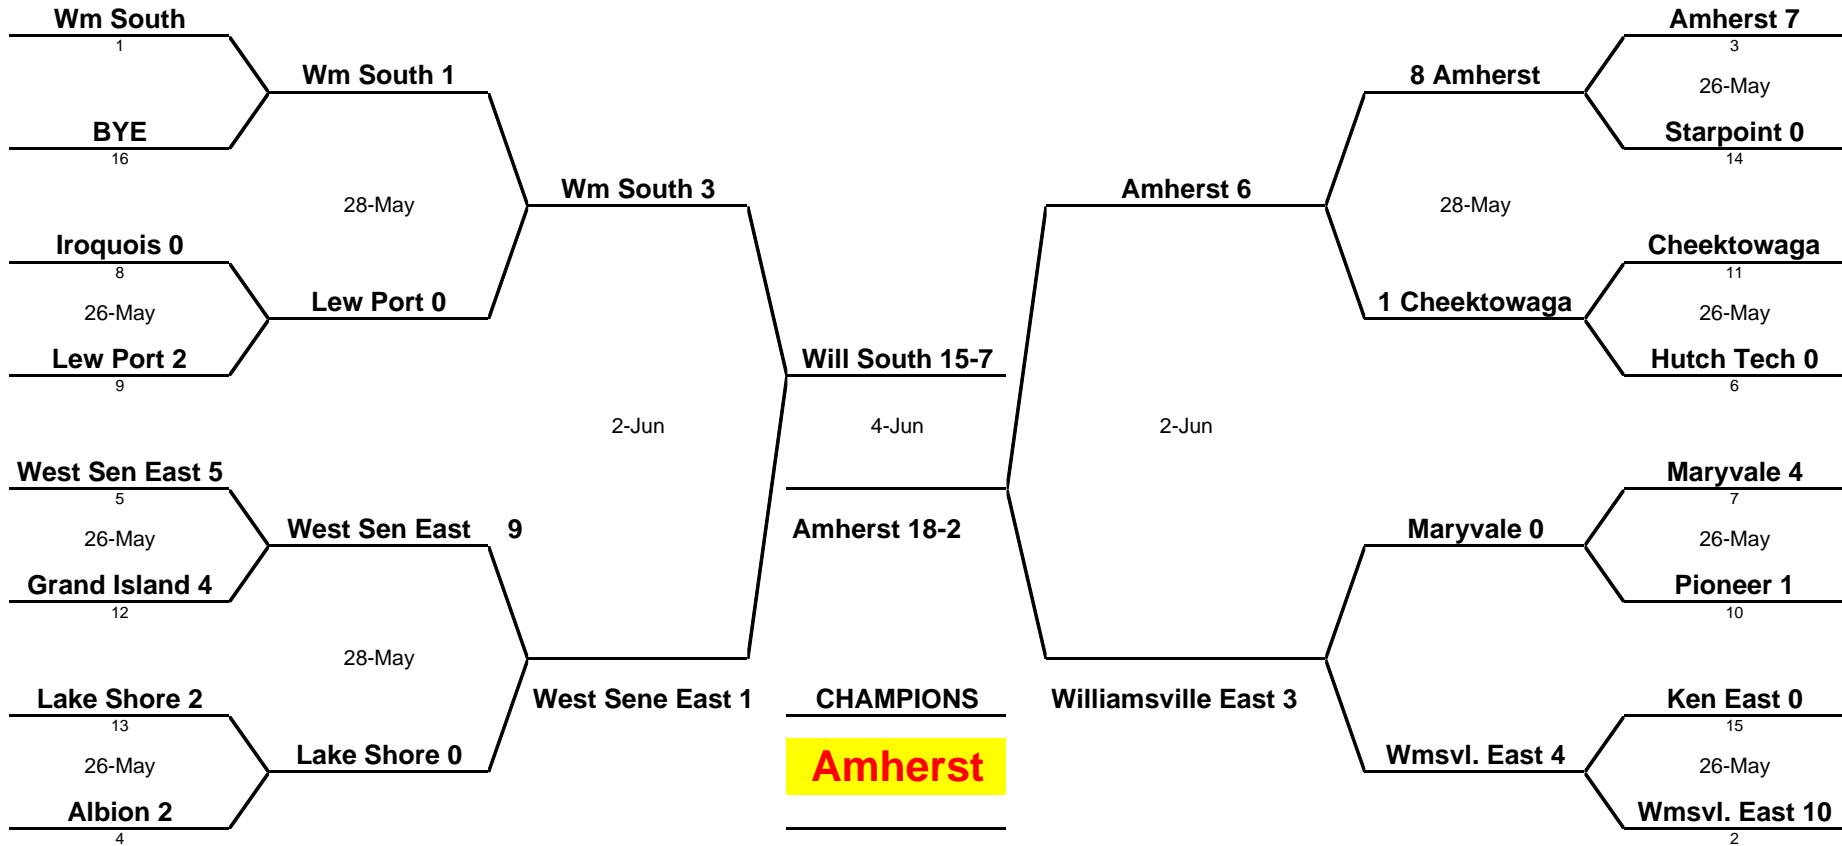 Wm South
1
BYE
16
Iroquois 0
8
26-May
Lew Port 2
9
West Sen East 5
5
26-May
Grand Island 4
12
Lake Shore 2
13
26-May
Albion 2
4
Wm South 1
28-May
Lew Port 0
West Sen East 9
28-May
Lake Shore 0
Wm South 3
2-Jun
West Sene East 1
Will South 15-7
4-Jun
Amherst 18-2
CHAMPIONS
Amherst
Amherst 6
2-Jun
Williamsville East 3
8 Amherst
28-May
1 Cheektowaga
Maryvale 0
Wmsvl. East 4
Amherst 7
3
26-May
Starpoint 0
14
Cheektowaga
11
26-May
Hutch Tech 0
6
Maryvale 4
7
26-May
Pioneer 1
10
Ken East 0
15
26-May
Wmsvl. East 10
2